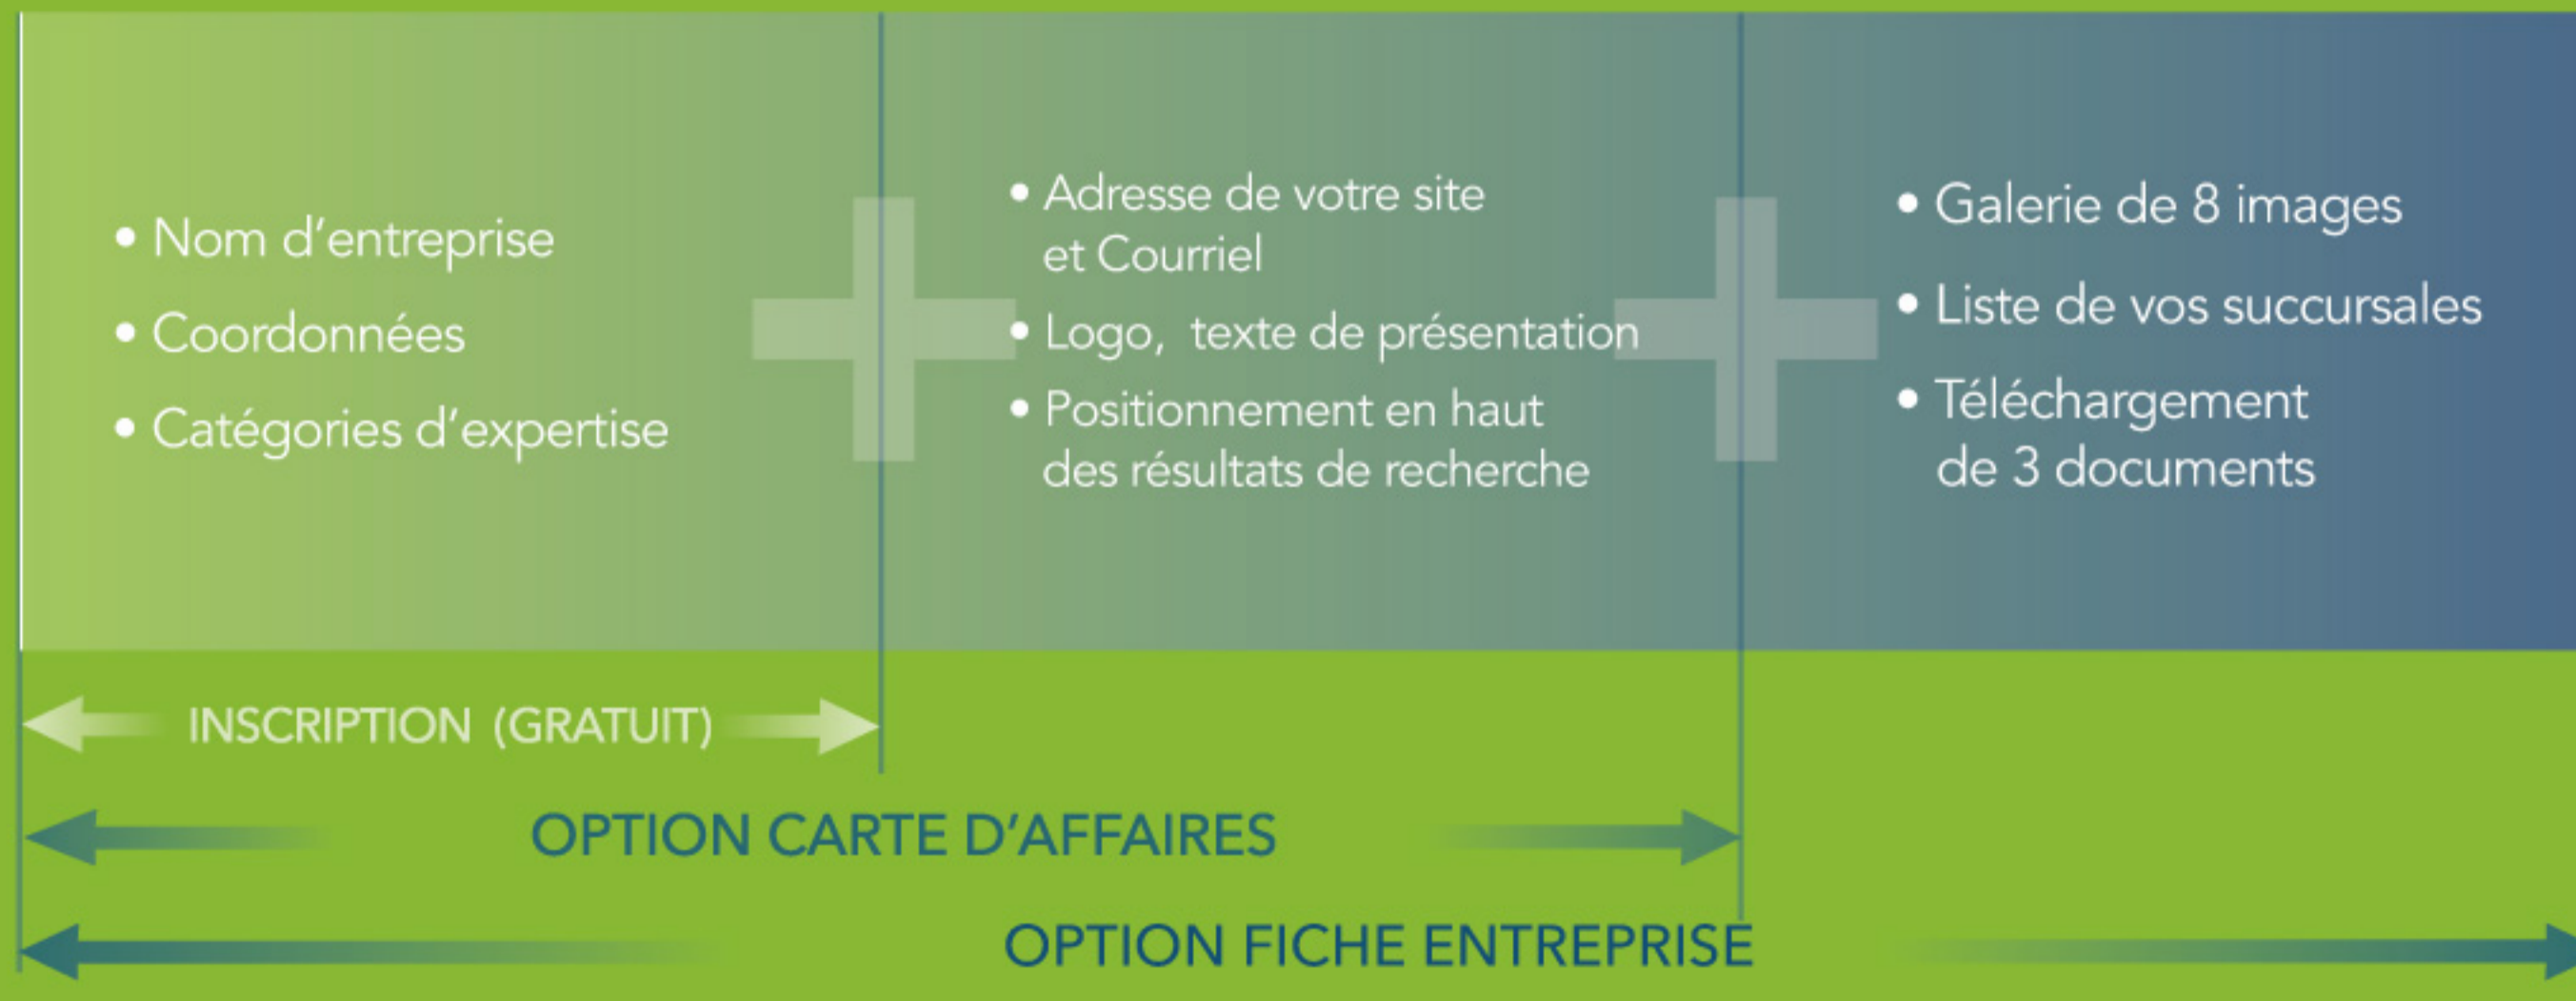 • Nom d'entreprise
• Coordonnées
• Catégories d'expertise
• Adresse de votre site
et Courriel
• Logo, texte de présentation
• Positionnement en haut
des résultats de recherche
• Galerie de 8 images
• Liste de vos succursales
• Téléchargement
de 3 documents
INSCRIPTION (GRATUIT)
OPTION CARTE D'AFFAIRES
OPTION FICHE ENTREPRISE